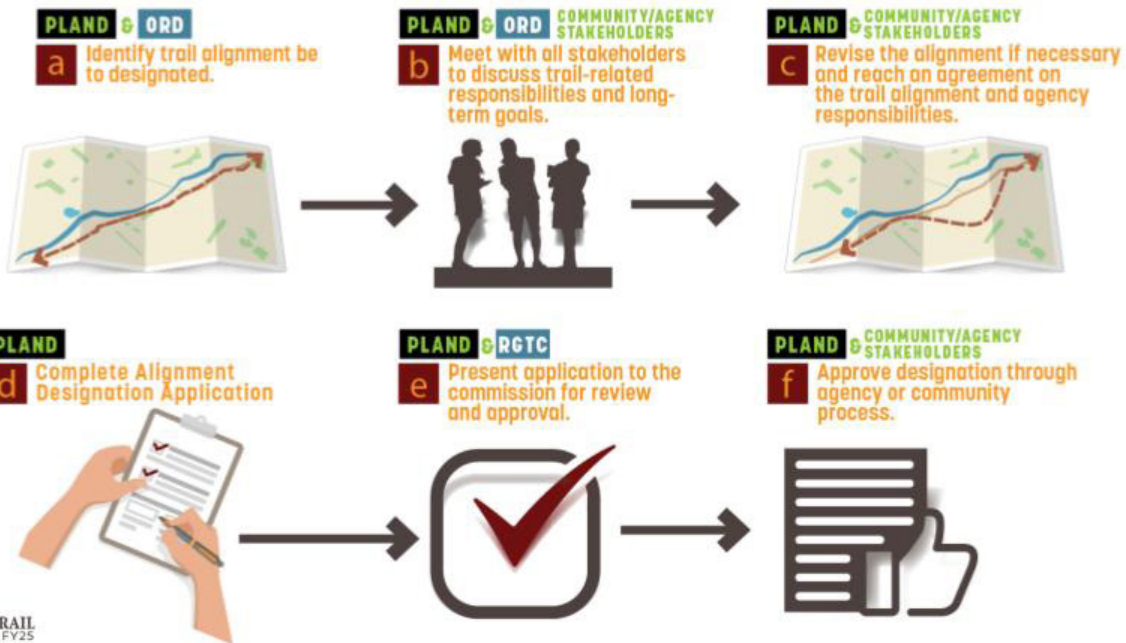 PLAND & ORD
a Identify trail alignment be
to designated.
PLAND & ORD COMMUNITY/AGENCY
STAKEHOLDERS
b Meet with all stakeholders
to discuss trail-related
responsibilities and long-
term goals.
PLAND & COMMUNITY/AGENCY
STAKEHOLDERS
c Revise the alignment if necessary
and reach an agreement on
the trail alignment and agency
responsibilities.
PLAND
d Complete Alignment
Designation Application
PLAND & RGTC
e Present application to the
commission for review
and approval.
PLAND & COMMUNITY/AGENCY
STAKEHOLDERS
f Approve designation through
agency or community
process.
RAIL
FY25